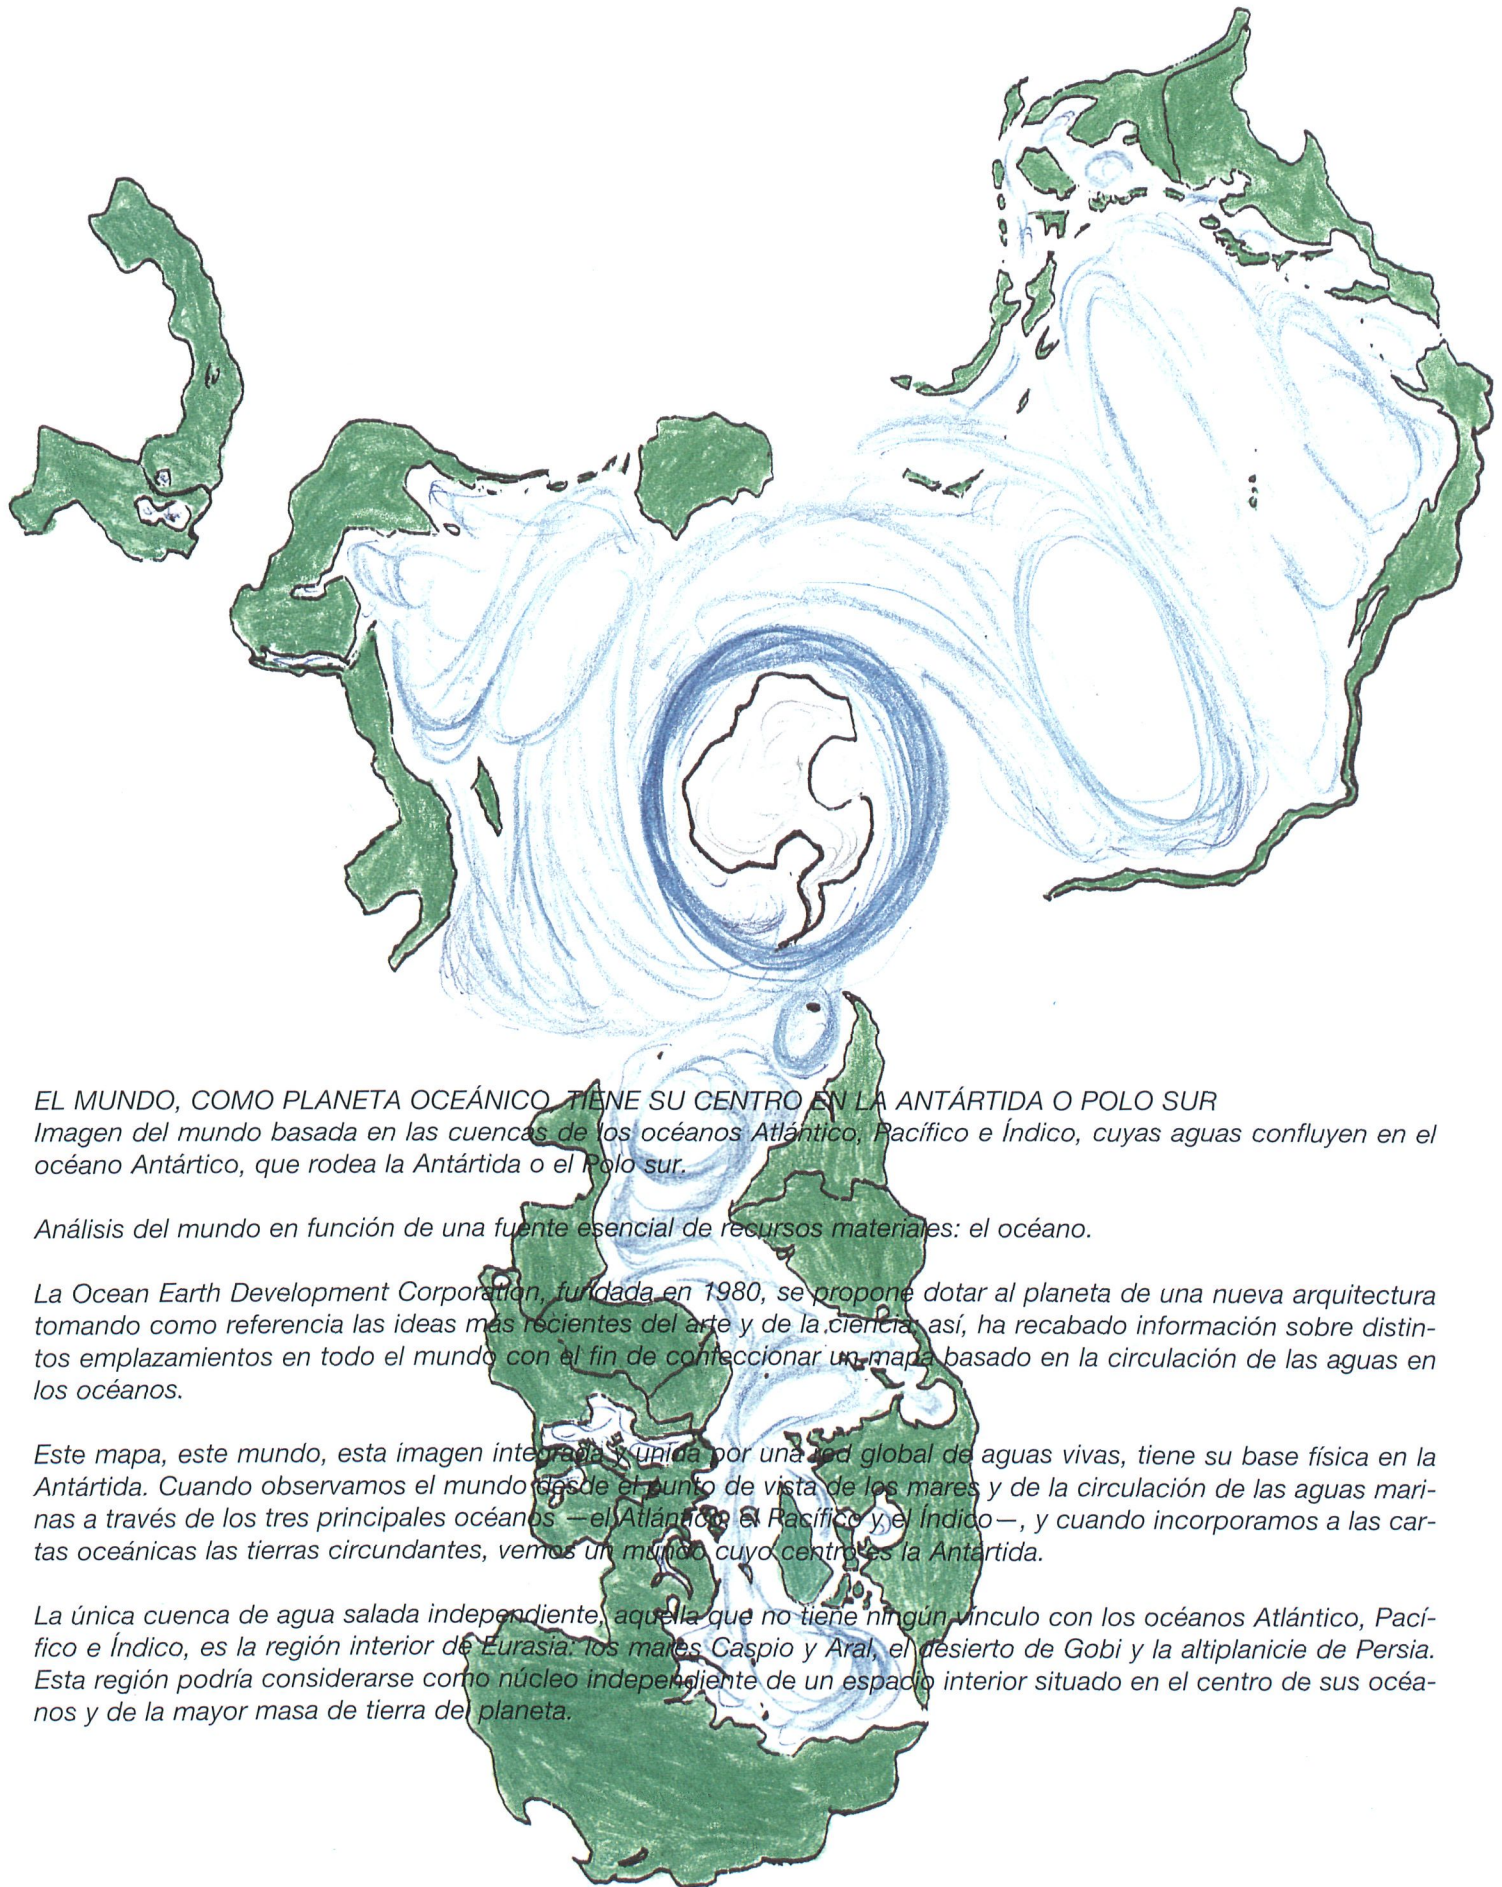 EL MUNDO, COMO PLANETA OCEÁNICO, TIENE SU CENTRO EN LA ANTÁRTIDA O POLO SUR
Imagen del mundo basada en las cuencas de los océanos Atlántico, Pacífico e Índico, cuyas aguas confluyen en el
océano Antártico, que rodea la Antártida o el Polo sur.
Análisis del mundo en función de una fuente esencial de recursos materiales: el océano.
La Ocean Earth Development Corporation, fundada en 1980, se propone dotar al planeta de una nueva arquitectura
tomando como referencia las ideas más recientes del arte y de la ciencia; así, ha recabado información sobre distin-
tos emplazamientos en todo el mundo con el fin de confeccionar un mapa basado en la circulación de las aguas en
los océanos.
Este mapa, este mundo, esta imagen integrada y unida por una red global de aguas vivas, tiene su base física en la
Antártida. Cuando observamos el mundo desde el punto de vista de los mares y de la circulación de las aguas mari-
nas a través de los tres principales océanos —el Atlántico, el Pacífico y el Índico—, y cuando incorporamos a las car-
tas oceánicas las tierras circundantes, vemos un mundo cuyo centro es la Antártida.
La única cuenca de agua salada independiente, aquella que no tiene ningún vínculo con los océanos Atlántico, Pací-
fico e Índico, es la región interior de Eurasia: los mares Caspio y Aral, el desierto de Gobi y la altiplanicie de Persia.
Esta región podría considerarse como núcleo independiente de un espacio interior situado en el centro de sus océa-
nos y de la mayor masa de tierra del planeta.